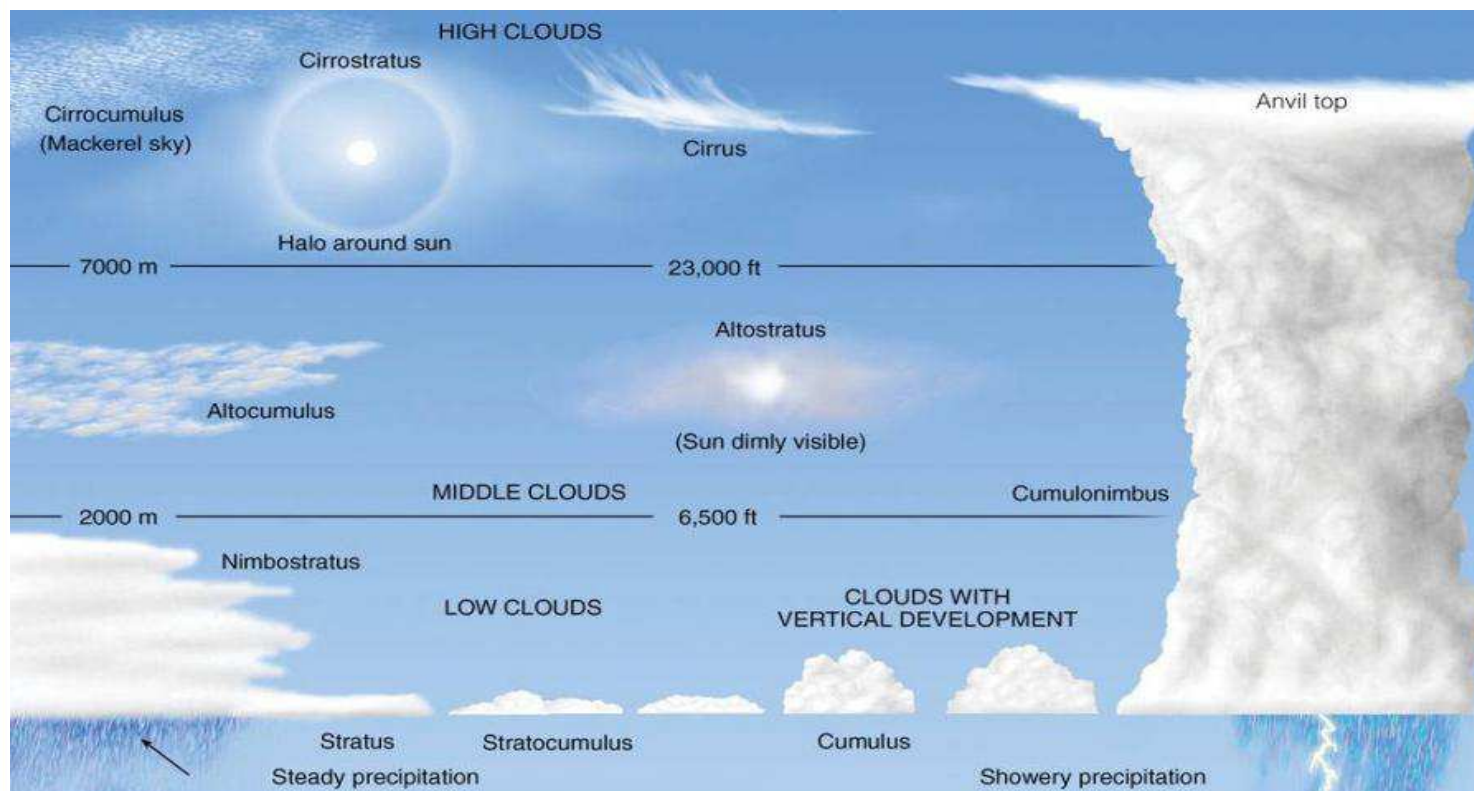 HIGH CLOUDS
Cirrostratus
Cirrocumulus
(Mackerel sky)
Cirrus
Anvil top
Halo around sun
7000 m
23,000 ft
Altostratus
Altocumulus
(Sun dimly visible)
MIDDLE CLOUDS
Cumulonimbus
2000 m
6,500 ft
Nimbostratus
LOW CLOUDS
CLOUDS WITH
VERTICAL DEVELOPMENT
Stratus
Stratocumulus
Cumulus
Steady precipitation
Showery precipitation